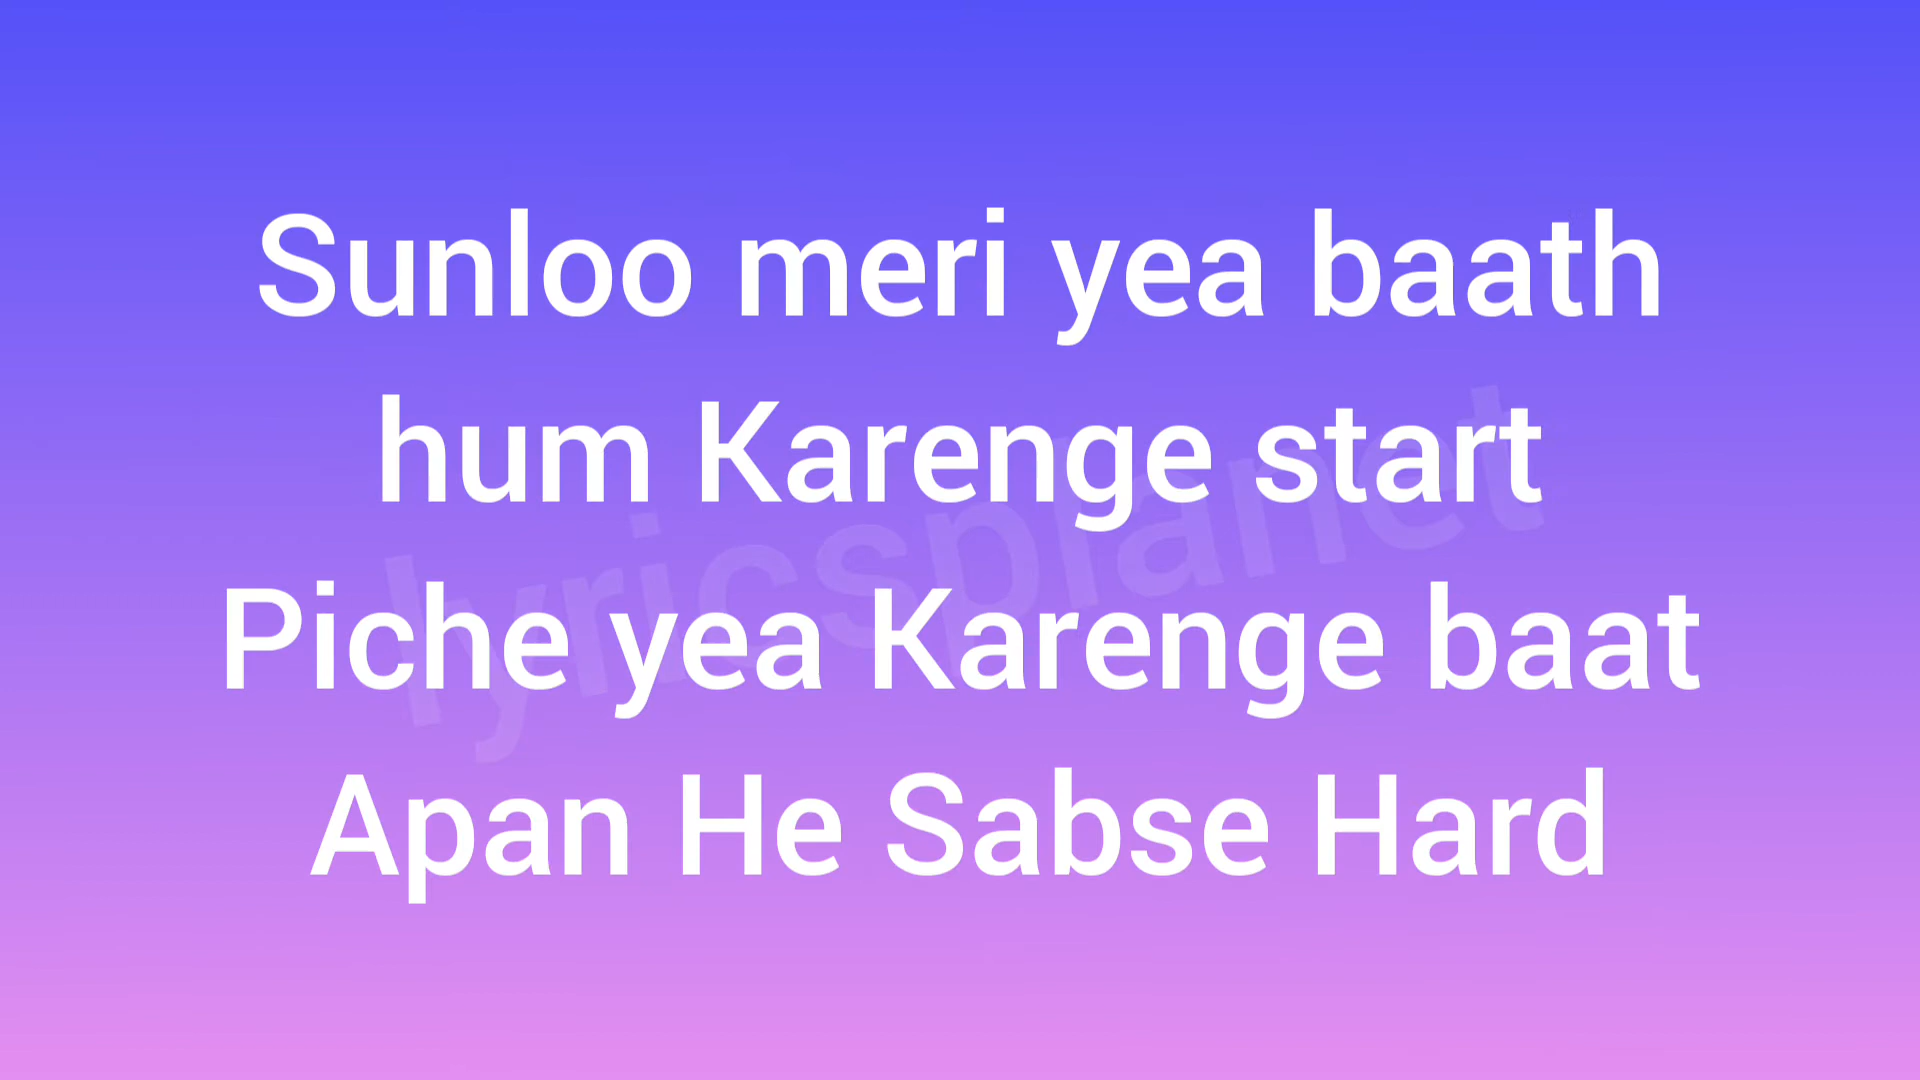 Sunloo meri yea baath
hum Karenge start
Piche yea Karenge baat
Apan He Sabse Hard
lyricsplanet